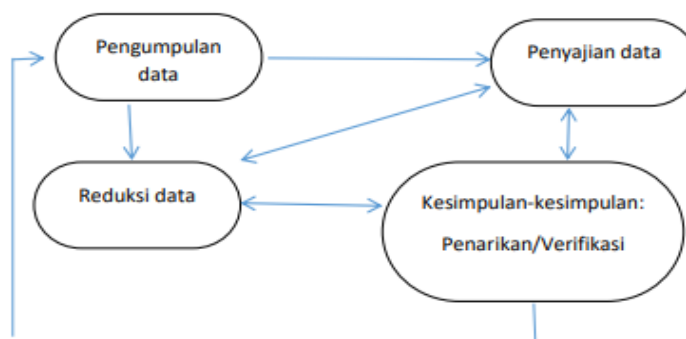 Pengumpulan
data
Penyajian data
Reduksi data
Kesimpulan-kesimpulan:
Penarikan/Verifikasi